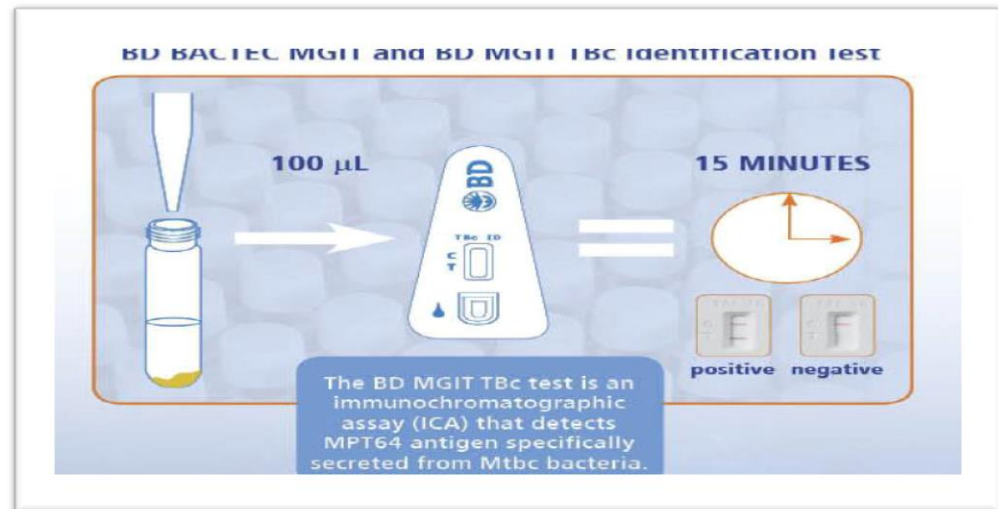 BD BACTEC MGIT and BD MGIT TBc Identification Test
100 µL
15 MINUTES
BD
TBc ID
C
T
positive negative
The BD MGIT TBc test is an
immunochromatographic
assay (ICA) that detects
MPT64 antigen specifically
secreted from Mtbc bacteria.